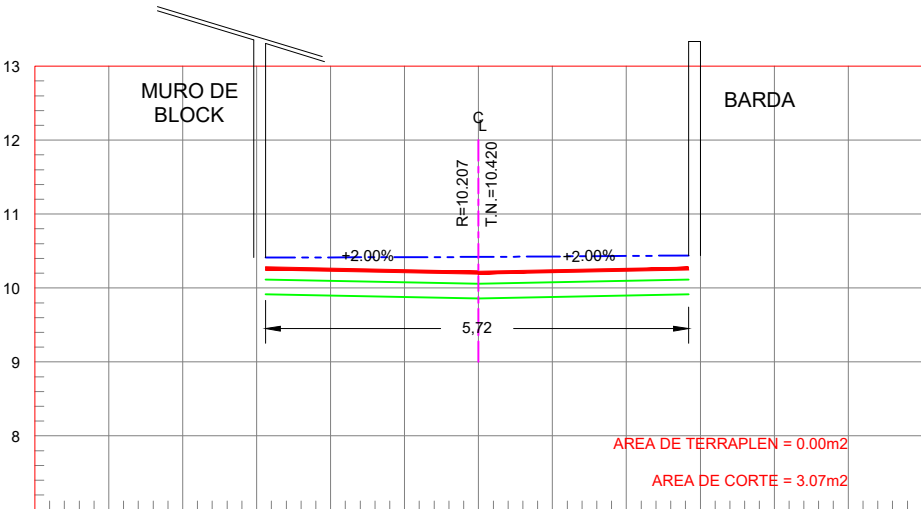 13
MURO DE
BLOCK
BARDA
CL
12
R=10.207
T.N.=10.420
11
+2.00%
+2.00%
10
5,72
9
8
AREA DE TERRAPLEN = 0.00m2
AREA DE CORTE = 3.07m2